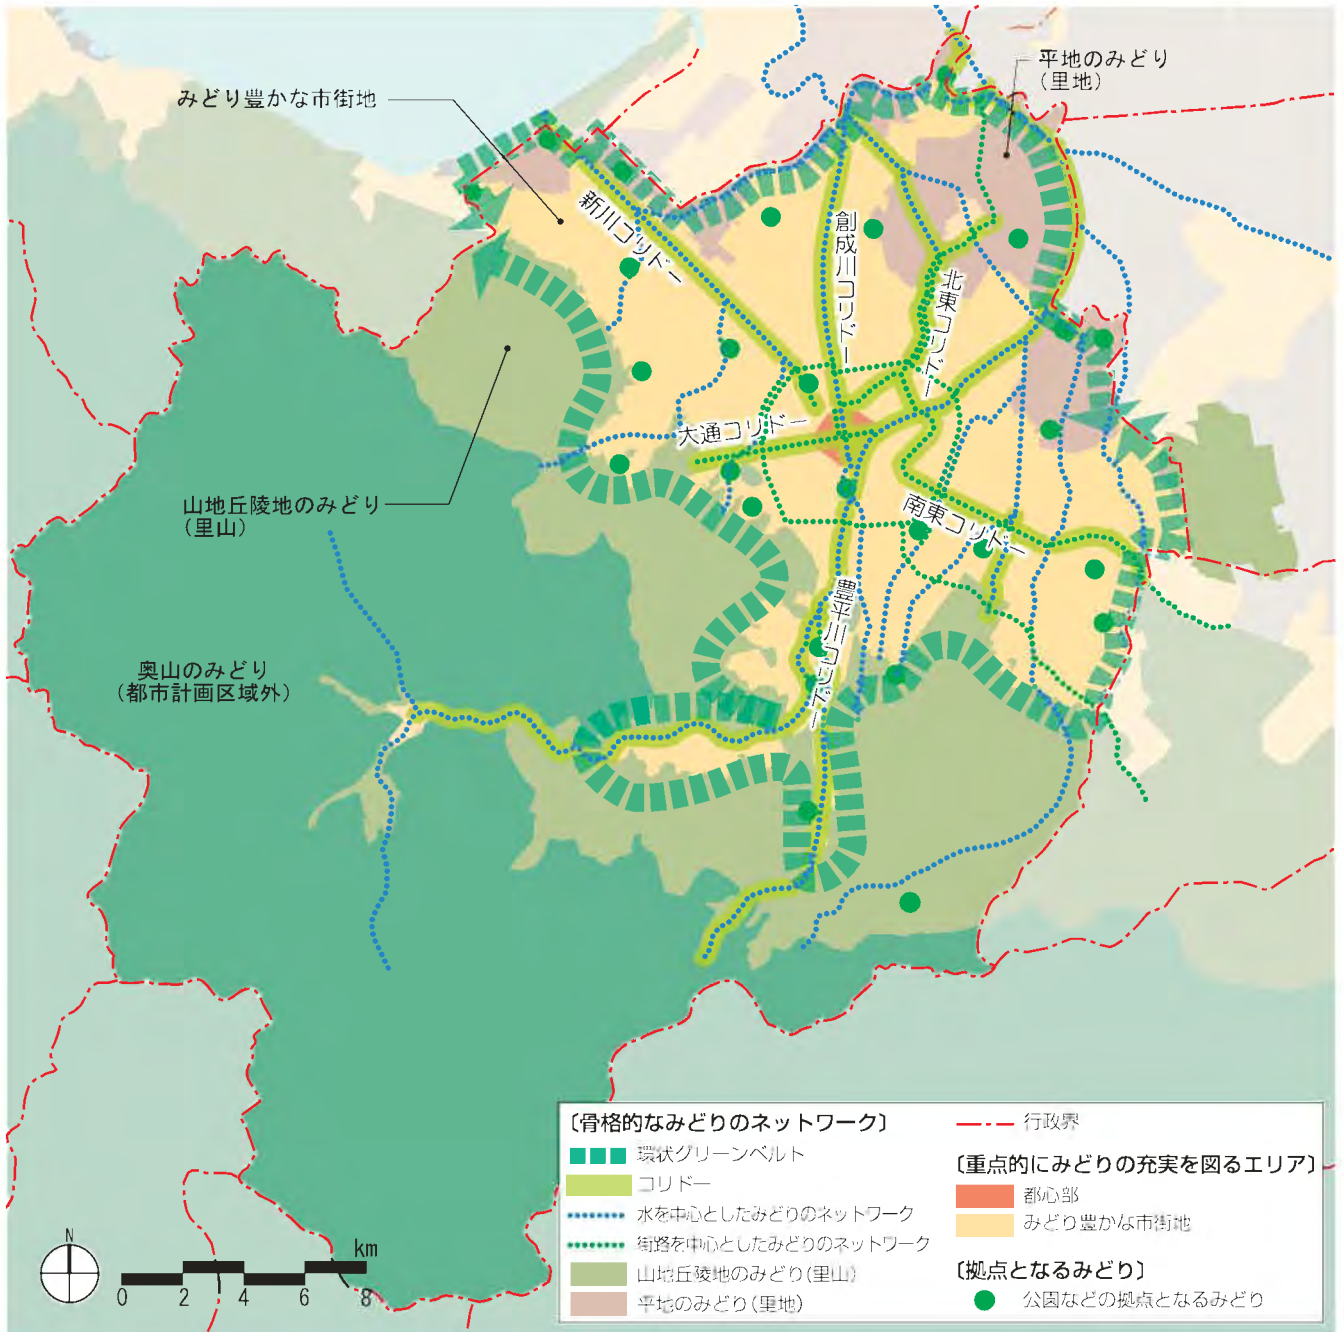 みどり豊かな市街地
平地のみどり
(里地)
新川コリドー
創成川コリドー
北東コリドー
大通コリドー
南東コリドー
豊平川コリドー
山地丘陵地のみどり
(里山)
奥山のみどり
(都市計画区域外)
〔骨格的なみどりのネットワーク〕
環状グリーンベルト
コリドー
水を中心としたみどりのネットワーク
街路を中心としたみどりのネットワーク
山地丘陵地のみどり(里山)
平地のみどり(里地)
行政界
〔重点的にみどりの充実を図るエリア〕
都心部
みどり豊かな市街地
〔拠点となるみどり〕
公園などの拠点となるみどり
N
km
0 2 4 6 8